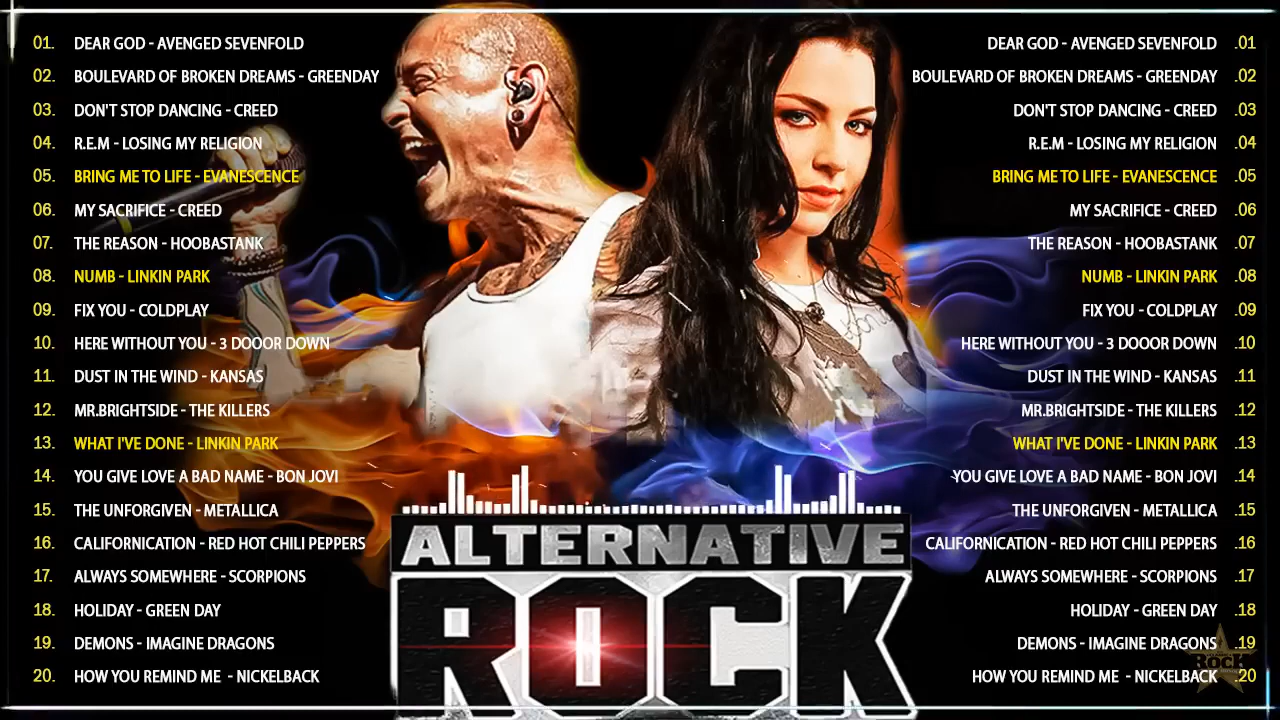 01. DEAR GOD - AVENGED SEVENFOLD
02. BOULEVARD OF BROKEN DREAMS - GREENDAY
03. DON'T STOP DANCING - CREED
04. R.E.M - LOSING MY RELIGION
05. BRING ME TO LIFE - EVANESCENCE
06. MY SACRIFICE - CREED
07. THE REASON - HOOBASTANK
08. NUMB - LINKIN PARK
09. FIX YOU - COLDPLAY
10. HERE WITHOUT YOU - 3 DOOOR DOWN
11. DUST IN THE WIND - KANSAS
12. MR.BRIGHTSIDE - THE KILLERS
13. WHAT I'VE DONE - LINKIN PARK
14. YOU GIVE LOVE A BAD NAME - BON JOVI
15. THE UNFORGIVEN - METALLICA
16. CALIFORNICATION - RED HOT CHILI PEPPERS
17. ALWAYS SOMEWHERE - SCORPIONS
18. HOLIDAY - GREEN DAY
19. DEMONS - IMAGINE DRAGONS
20. HOW YOU REMIND ME - NICKELBACK
ALTERNATIVE
ROCK
DEAR GOD - AVENGED SEVENFOLD .01
BOULEVARD OF BROKEN DREAMS - GREENDAY .02
DON'T STOP DANCING - CREED .03
R.E.M - LOSING MY RELIGION .04
BRING ME TO LIFE - EVANESCENCE .05
MY SACRIFICE - CREED .06
THE REASON - HOOBASTANK .07
NUMB - LINKIN PARK .08
FIX YOU - COLDPLAY .09
HERE WITHOUT YOU - 3 DOOOR DOWN .10
DUST IN THE WIND - KANSAS .11
MR.BRIGHTSIDE - THE KILLERS .12
WHAT I'VE DONE - LINKIN PARK .13
YOU GIVE LOVE A BAD NAME - BON JOVI .14
THE UNFORGIVEN - METALLICA .15
CALIFORNICATION - RED HOT CHILI PEPPERS .16
ALWAYS SOMEWHERE - SCORPIONS .17
HOLIDAY - GREEN DAY .18
DEMONS - IMAGINE DRAGONS .19
HOW YOU REMIND ME - NICKELBACK .20
ROCK